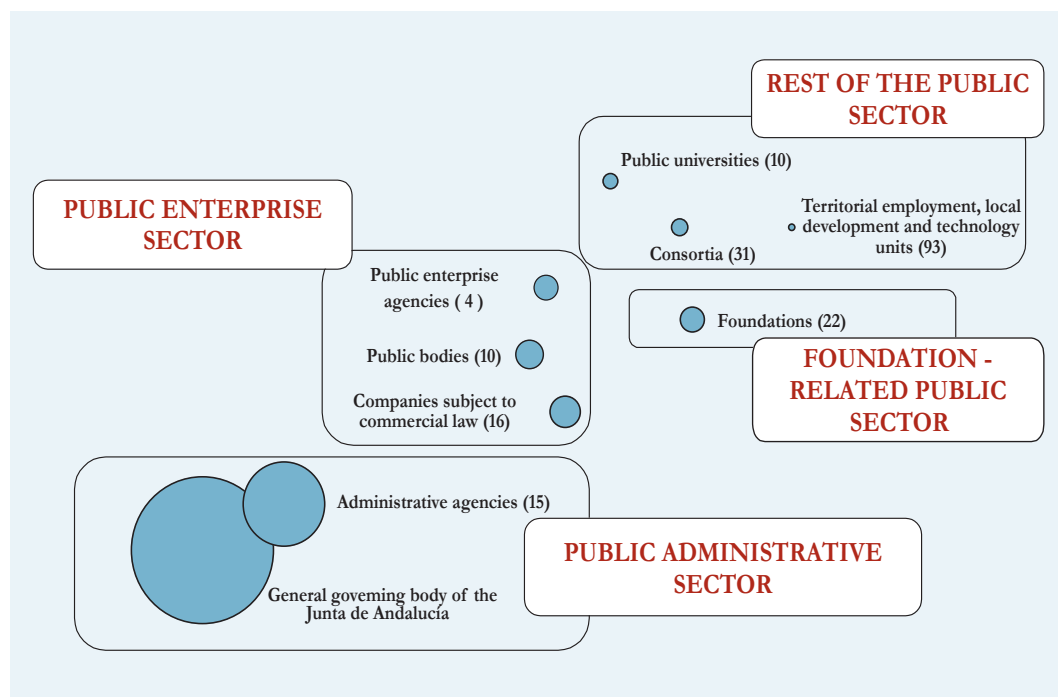 REST OF THE PUBLIC
SECTOR
Public universities (10)
Territorial employment, local
development and technology
units (93)
Consortia (31)
PUBLIC ENTERPRISE
SECTOR
Public enterprise
agencies ( 4 )
Public bodies (10)
Companies subject to
commercial law (16)
Foundations (22)
FOUNDATION -
RELATED PUBLIC
SECTOR
Administrative agencies (15)
General governing body of the
Junta de Andalucía
PUBLIC ADMINISTRATIVE
SECTOR